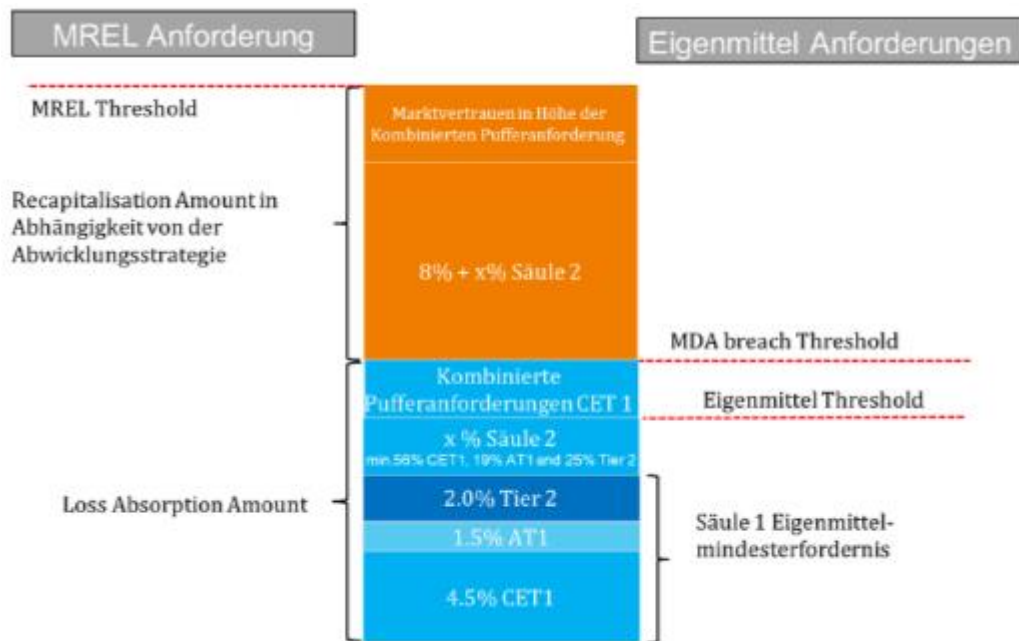 MREL Anforderung
Eigenmittel Anforderungen
MREL Threshold
Marktvertrauen in Höhe der
Kombinierten Pufferanforderung
Recapitalisation Amount in
Abhängigkeit von der
Abwicklungsstrategie
8% + x% Säule 2
MDA breach Threshold
Kombinierte
Pufferanforderungen CET 1
Eigenmittel Threshold
x % Säule 2
min.56% CET1, 19% AT1 and 25% Tier 2
Loss Absorption Amount
2.0% Tier 2
1.5% AT1
4.5% CET1
Säule 1 Eigenmittel-
mindesterfordernis